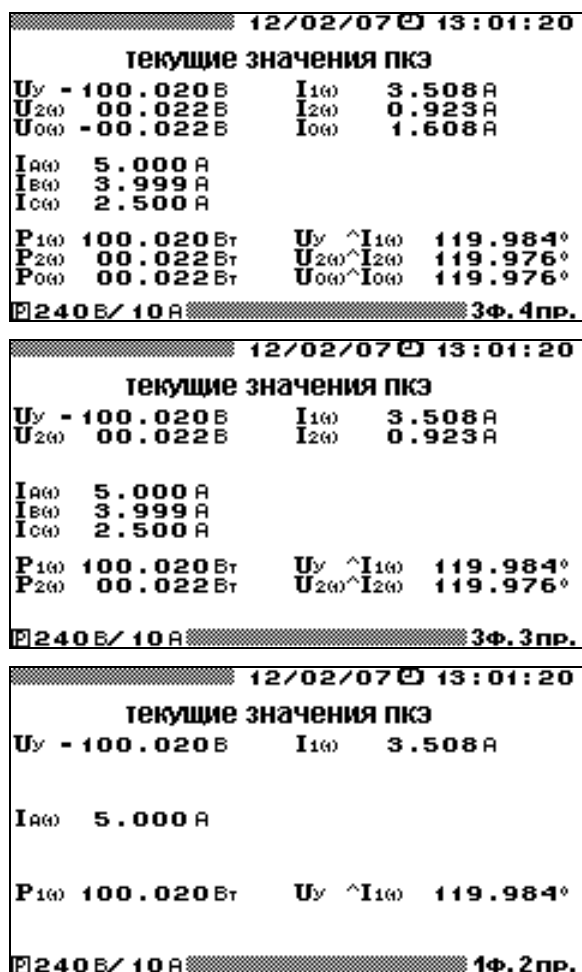 12/02/07 13:01:20
текущие значения пкэ
Uу -100.020В I1(1) 3.508А
U2(1) 00.022В I2(1) 0.923А
U0(1) -00.022В I0(1) 1.608А
IA(1) 5.000А
IB(1) 3.999А
IC(1) 2.500А
P1(1) 100.020Вт Uу ^I1(1) 119.984°
P2(1) 00.022Вт U2(1)^I2(1) 119.976°
P0(1) 00.022Вт U0(1)^I0(1) 119.976°
Р 240В/10А 3ф.4пр.
12/02/07 13:01:20
текущие значения пкэ
Uу -100.020В I1(1) 3.508А
U2(1) 00.022В I2(1) 0.923А
IA(1) 5.000А
IB(1) 3.999А
IC(1) 2.500А
P1(1) 100.020Вт Uу ^I1(1) 119.984°
P2(1) 00.022Вт U2(1)^I2(1) 119.976°
Р 240В/10А 3ф.3пр.
12/02/07 13:01:20
текущие значения пкэ
Uу -100.020В I1(1) 3.508А
IA(1) 5.000А
P1(1) 100.020Вт Uу ^I1(1) 119.984°
Р 240В/10А 1ф.2пр.